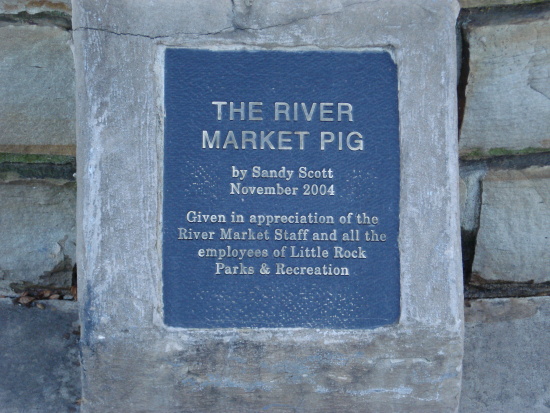 THE RIVER
MARKET PIG
by Sandy Scott
November 2004
Given in appreciation of the
River Market Staff and all the
employees of Little Rock
Parks & Recreation